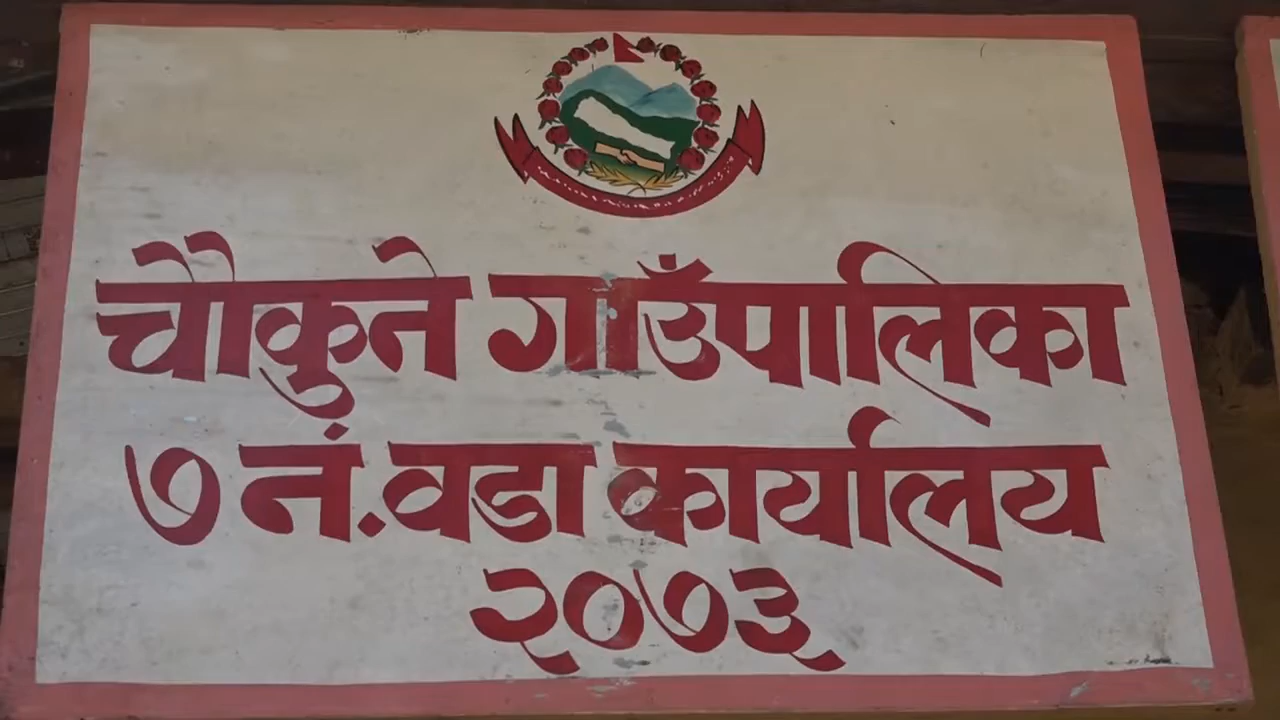 चौकुने गाउँपालिका
७ नं. वडा कार्यालय
२०७३